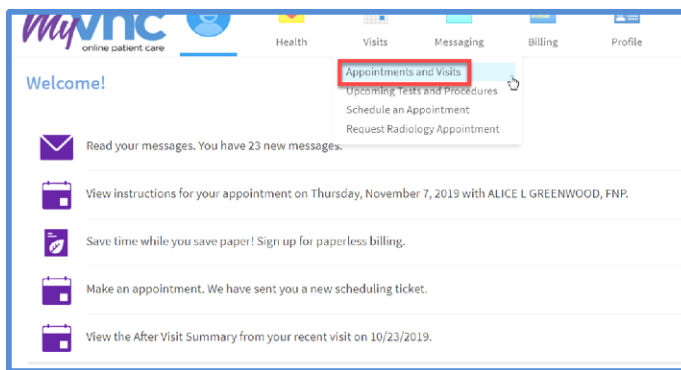 MyVNC
online patient care
Health
Visits
Messaging
Billing
Profile
Welcome!
Appointments and Visits
Upcoming Tests and Procedures
Schedule an Appointment
Request Radiology Appointment
Read your messages. You have 23 new messages.
View instructions for your appointment on Thursday, November 7, 2019 with ALICE L GREENWOOD, FNP.
Save time while you save paper! Sign up for paperless billing.
Make an appointment. We have sent you a new scheduling ticket.
View the After Visit Summary from your recent visit on 10/23/2019.